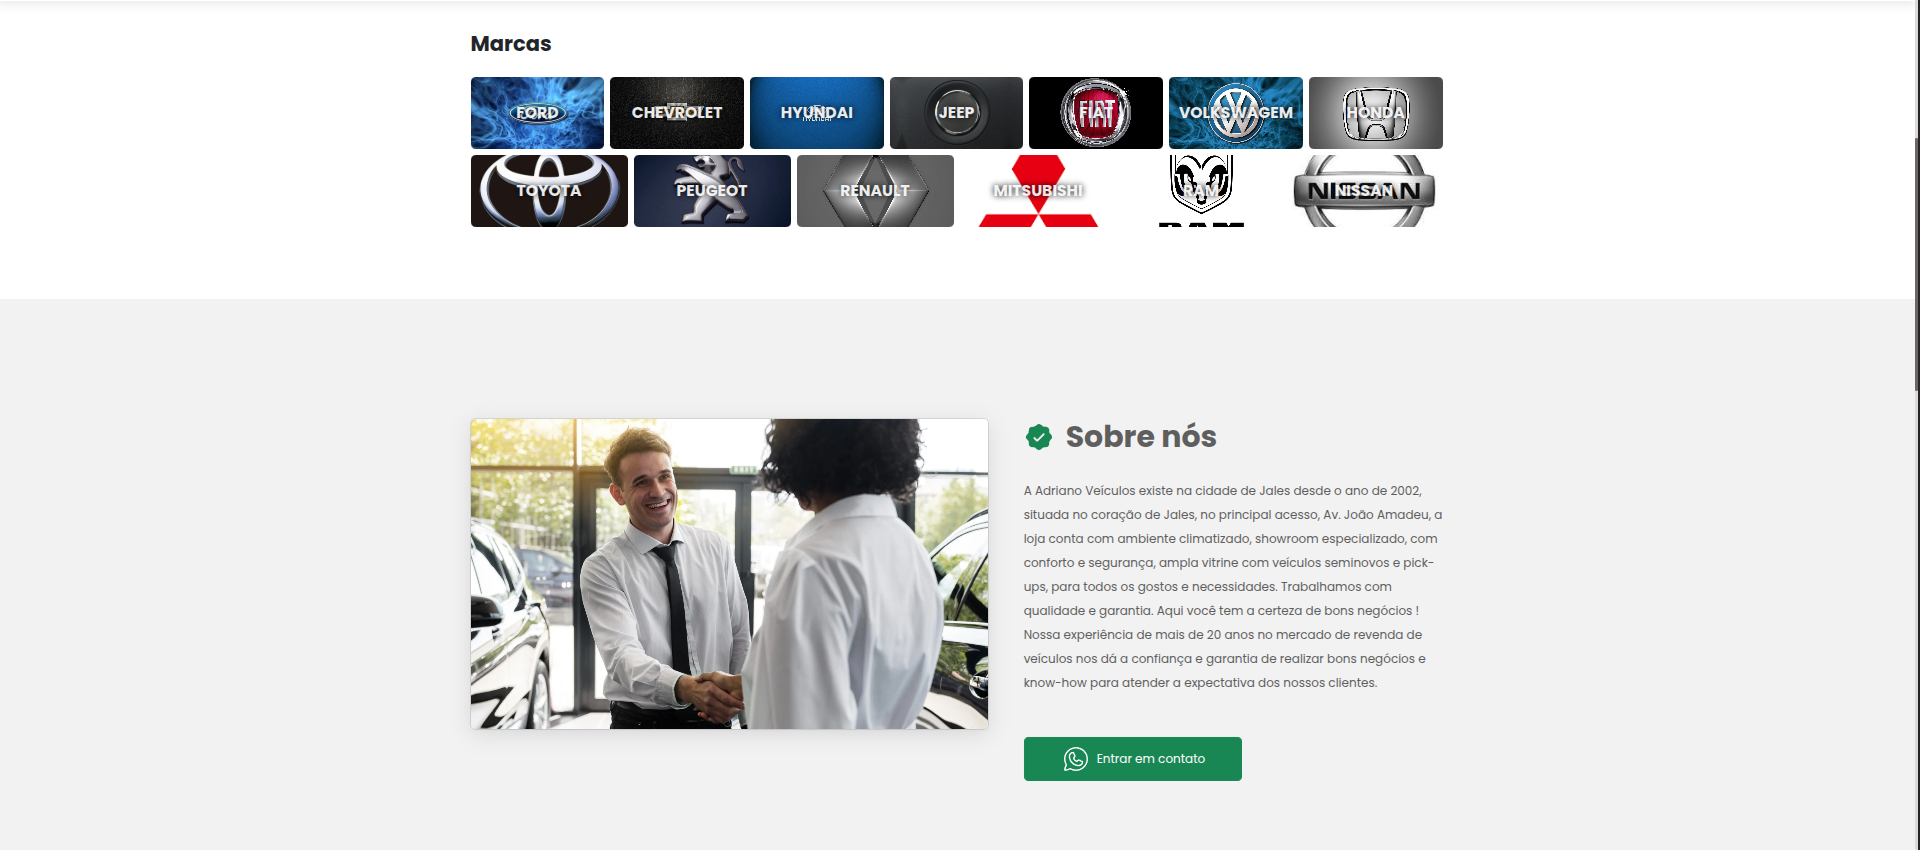 Marcas
FORD
CHEVROLET
HYUNDAI
JEEP
FIAT
VOLKSWAGEM
HONDA
TOYOTA
PEUGEOT
RENAULT
MITSUBISHI
RAM
NISSAN
Sobre nós
A Adriano Veículos existe na cidade de Jales desde o ano de 2002,
situada no coração de Jales, no principal acesso, Av. João Amadeu, a
loja conta com ambiente climatizado, showroom especializado, com
conforto e segurança, ampla vitrine com veículos seminovos e pick-
ups, para todos os gostos e necessidades. Trabalhamos com
qualidade e garantia. Aqui você tem a certeza de bons negócios !
Nossa experiência de mais de 20 anos no mercado de revenda de
veículos nos dá a confiança e garantia de realizar bons negócios e
know-how para atender a expectativa dos nossos clientes.
Entrar em contato